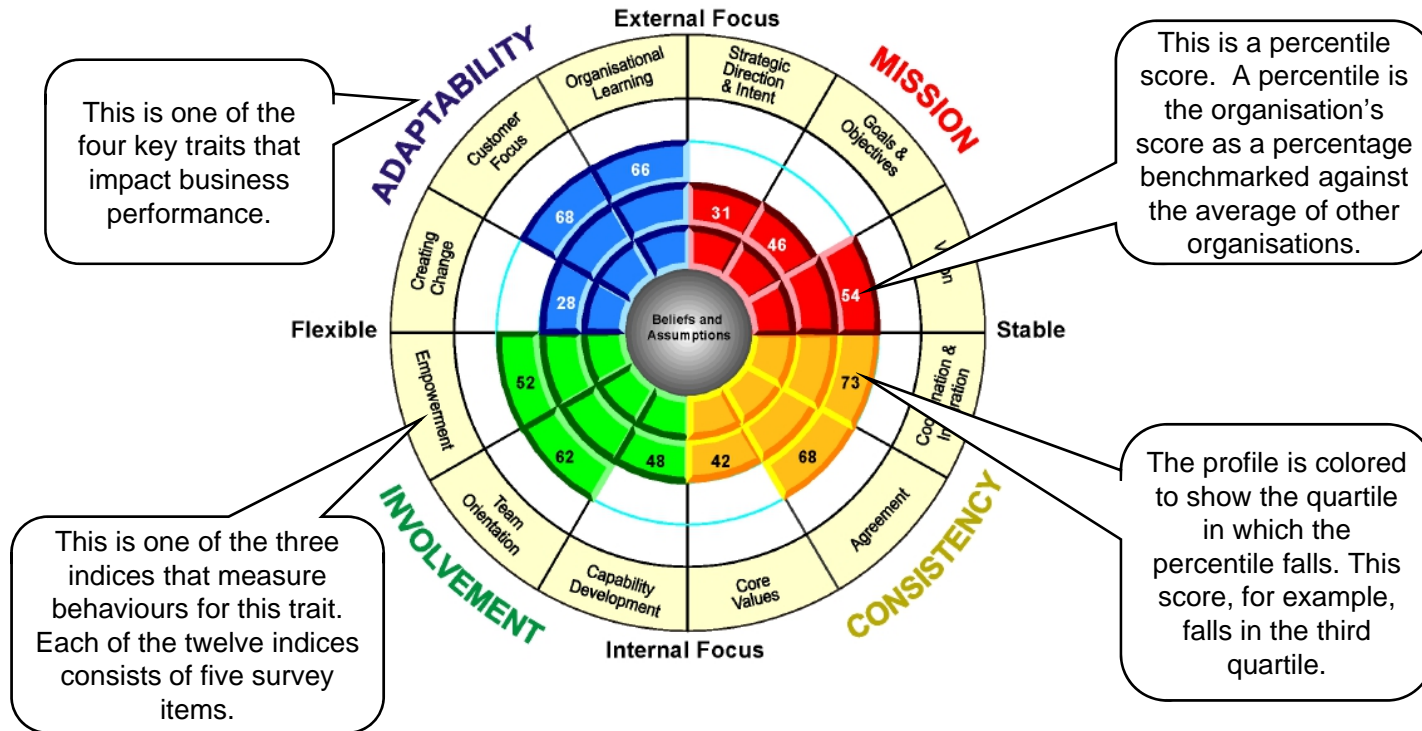 External Focus
ADAPTABILITY
MISSION
Organisational
Learning
Strategic
Direction
& Intent
Customer
Focus
Goals &
Objectives
Creating
Change
66
68
28
31
46
54
Flexible
Beliefs and
Assumptions
Stable
Empowerment
52
62
48
42
68
73
Team
Orientation
Capability
Development
Core
Values
Agreement
INVOLVEMENT
CONSISTENCY
Internal Focus
This is one of the
four key traits that
impact business
performance.
This is a percentile
score. A percentile is
the organisation's
score as a percentage
benchmarked against
the average of other
organisations.
This is one of the three
indices that measure
behaviours for this trait.
Each of the twelve indices
consists of five survey
items.
The profile is colored
to show the quartile
in which the
percentile falls. This
score, for example,
falls in the third
quartile.